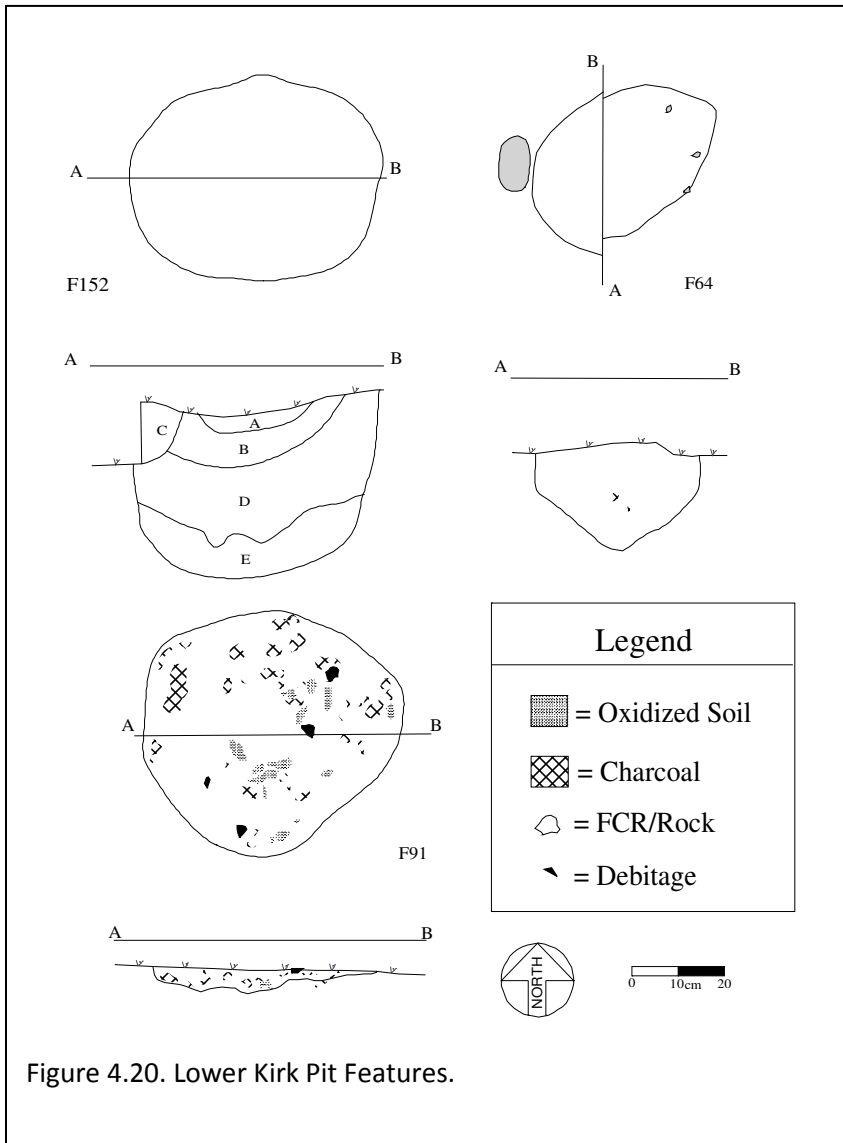 B
A B
F152
A
F64
A B
A B
C
A
B
D
E
Legend
= Oxidized Soil
= Charcoal
= FCR/Rock
= Debitage
A B
F91
A B
NORTH
0 10cm 20
Figure 4.20. Lower Kirk Pit Features.